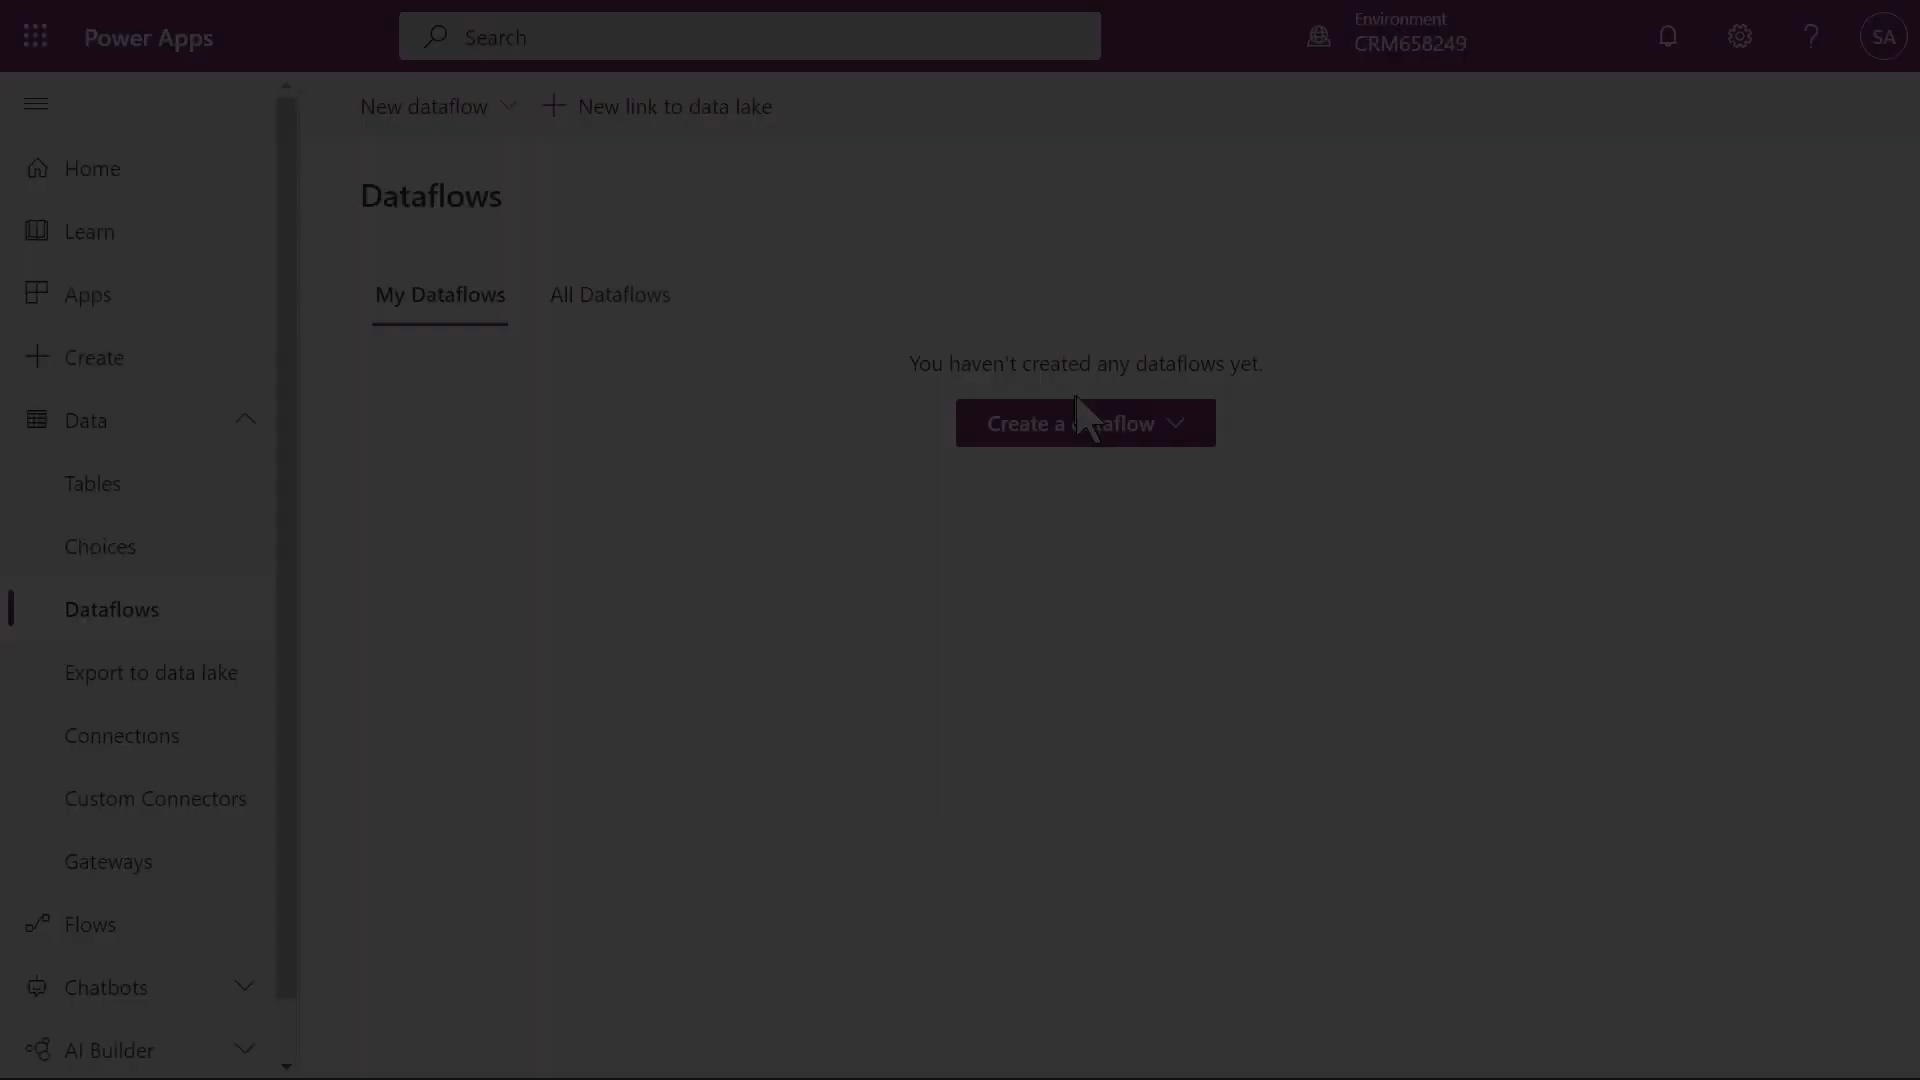 Power Apps
Search
Environment
CRM658249
SA
New dataflow
New link to data lake
Home
Learn
Apps
Create
Data
Tables
Choices
Dataflows
Export to data lake
Connections
Custom Connectors
Gateways
Flows
Chatbots
AI Builder
Dataflows
My Dataflows
All Dataflows
You haven't created any dataflows yet.
Create a dataflow